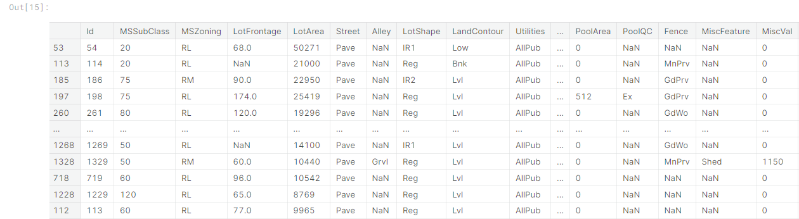 Out[15]:
Id MSSubClass MSZoning LotFrontage LotArea Street Alley LotShape LandContour Utilities ... PoolArea PoolQC Fence MiscFeature MiscVal
53 54 20 RL 68.0 50271 Pave NaN IR1 Low AllPub ... 0 NaN NaN NaN 0
113 114 20 RL NaN 21000 Pave NaN Reg Bnk AllPub ... 0 NaN MnPrv NaN 0
185 186 75 RM 90.0 22950 Pave NaN IR2 Lvl AllPub ... 0 NaN GdPrv NaN 0
197 198 75 RL 174.0 25419 Pave NaN Reg Lvl AllPub ... 512 Ex GdPrv NaN 0
260 261 80 RL 120.0 19296 Pave NaN Reg Lvl AllPub ... 0 NaN GdWo NaN 0
... ... ... ... ... ... ... ... ... ... ... ... ... ... ... ... ...
1268 1269 50 RL NaN 14100 Pave NaN IR1 Lvl AllPub ... 0 NaN GdWo NaN 0
1328 1329 50 RM 60.0 10440 Pave Grvl Reg Lvl AllPub ... 0 NaN MnPrv Shed 1150
718 719 60 RL 96.0 10542 Pave NaN Reg Lvl AllPub ... 0 NaN NaN NaN 0
1228 1229 120 RL 65.0 8769 Pave NaN Reg Lvl AllPub ... 0 NaN NaN NaN 0
112 113 60 RL 77.0 9965 Pave NaN Reg Lvl AllPub ... 0 NaN NaN NaN 0